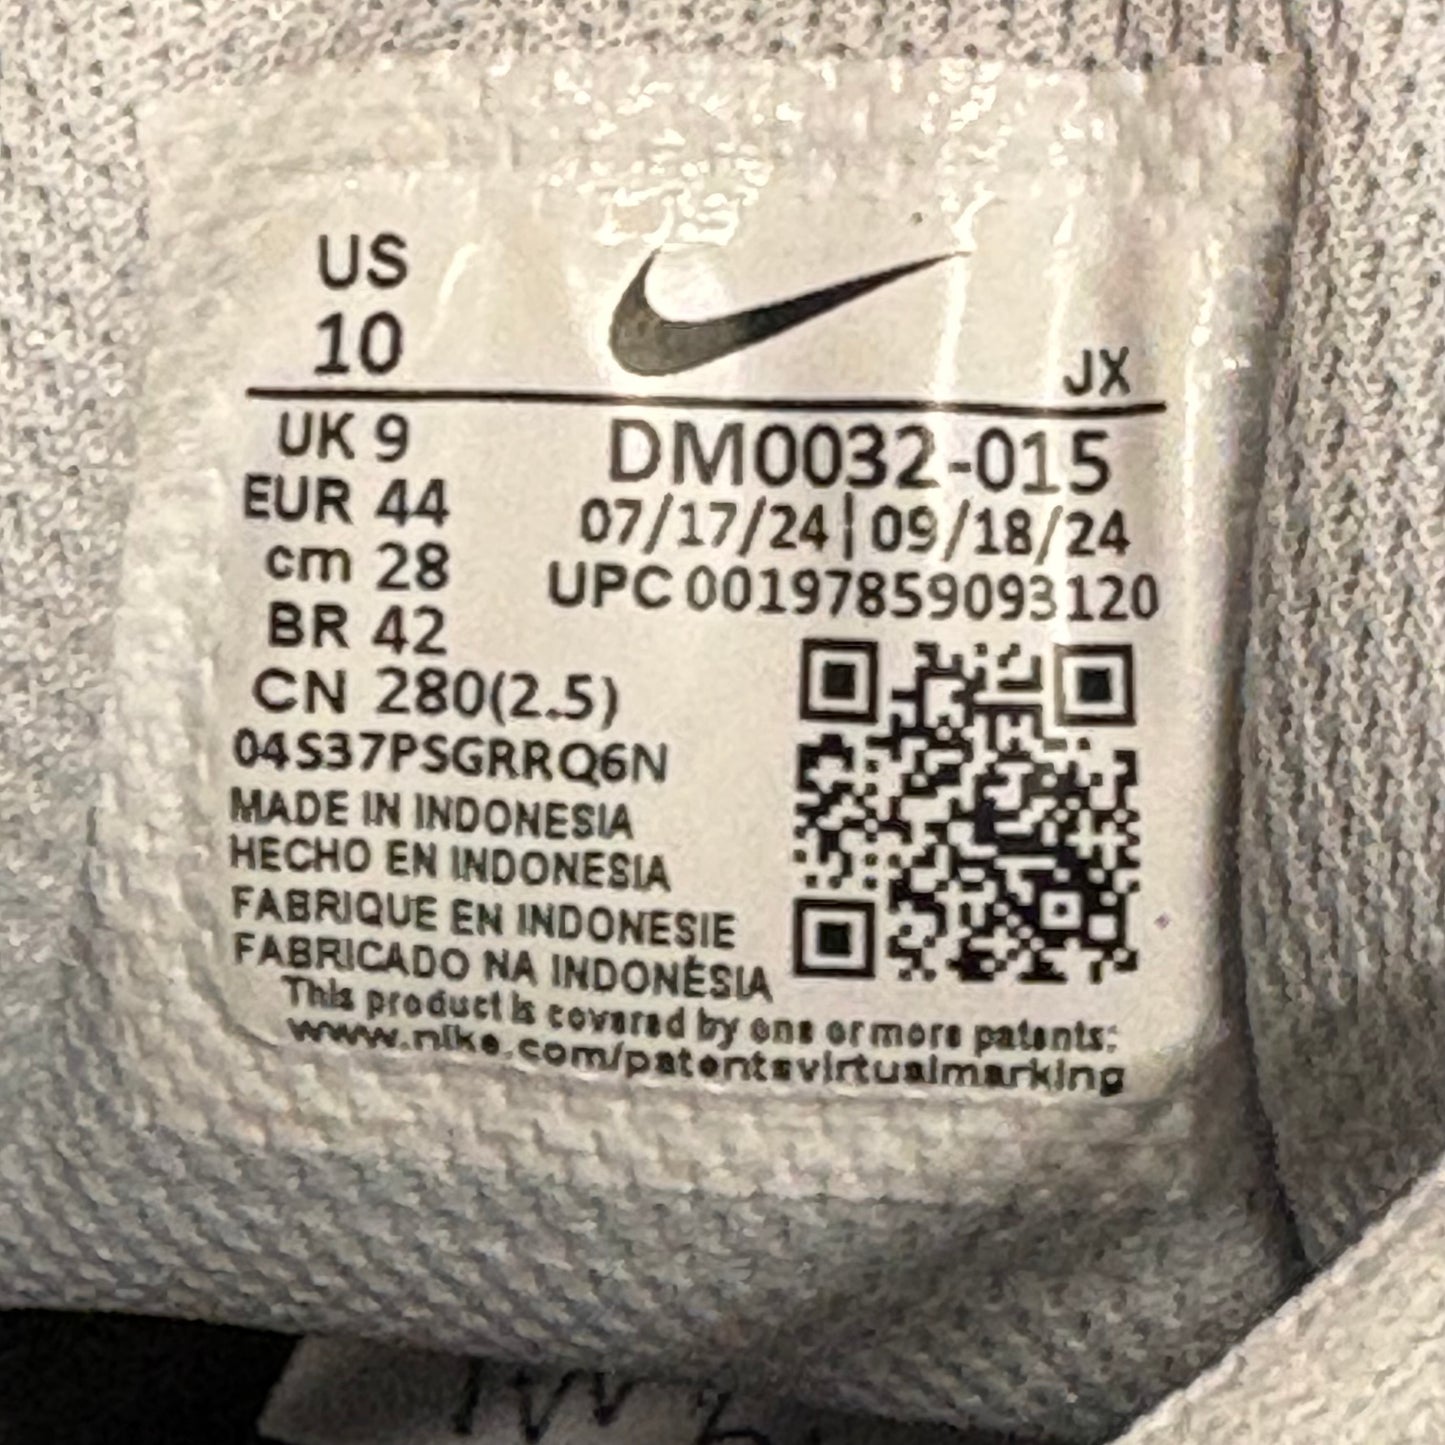 US
10
JX
UK 9
EUR 44
cm 28
BR 42
CN 280(2.5)
DM0032-015
07/17/24|09/18/24
UPC 00197859093120
04S37PSGRRQ6N
MADE IN INDONESIA
HECHO EN INDONESIA
FABRIQUE EN INDONESIE
FABRICADO NA INDONÉSIA
This product is covered by one or more patents:
www.nike.com/patentsvirtualmarking